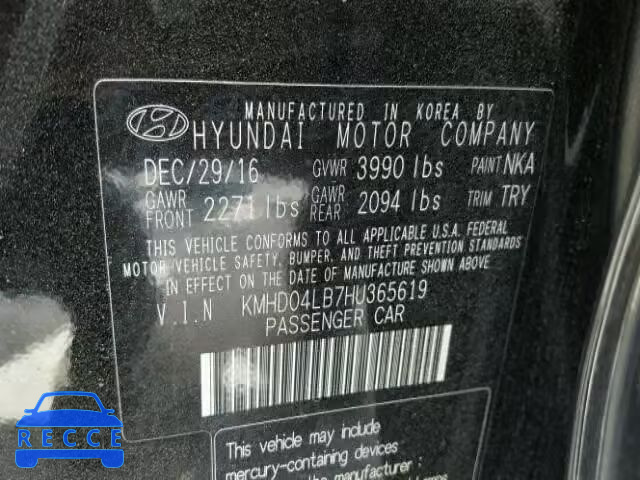 MANUFACTURED IN KOREA BY
HYUNDAI MOTOR COMPANY
DEC/29/16 GVWR 3990 lbs PAINT NKA
GAWR FRONT 2271 lbs GAWR REAR 2094 lbs TRIM TRY
THIS VEHICLE CONFORMS TO ALL APPLICABLE U.S.A. FEDERAL
MOTOR VEHICLE SAFETY, BUMPER, AND THEFT PREVENTION STANDARDS
IN EFFECT ON THE DATE OF MANUFACTURE SHOWN ABOVE.
V.I.N KMHD04LB7HU365619
PASSENGER CAR
This vehicle may include
mercury-containing devices
the manufacturer :
RECCE